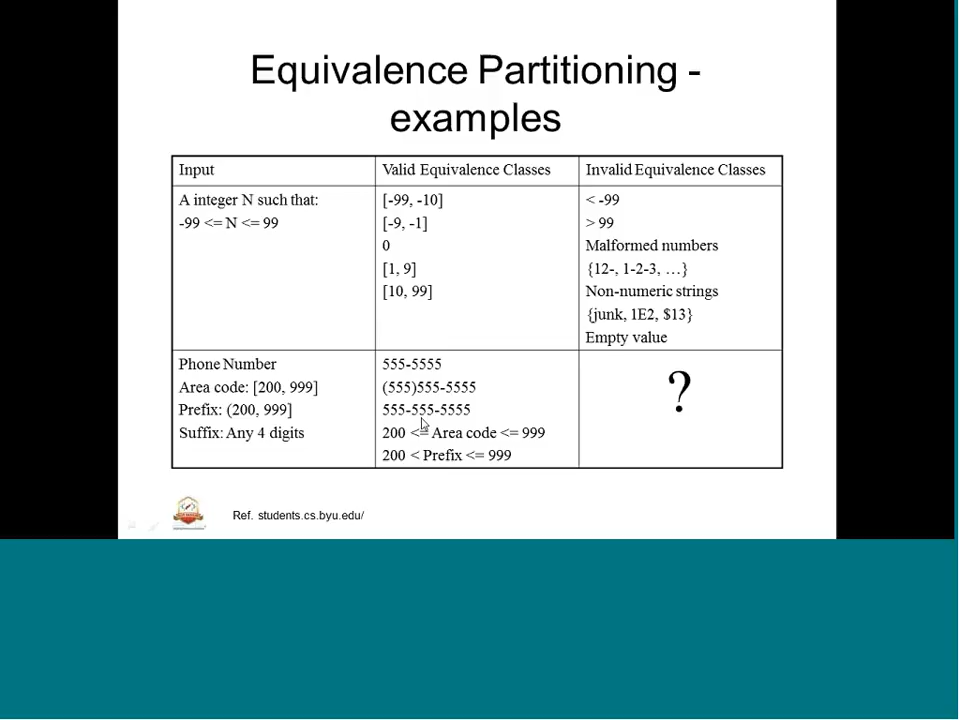 Equivalence Partitioning -
examples
Input
Valid Equivalence Classes
Invalid Equivalence Classes
A integer N such that:
-99 <= N <= 99
[-99, -10]
[-9, -1]
0
[1, 9]
[10, 99]
< -99
> 99
Malformed numbers
{12-, 1-2-3, …}
Non-numeric strings
{junk, 1E2, $13}
Empty value
Phone Number
Area code: [200, 999]
Prefix: (200, 999]
Suffix: Any 4 digits
555-5555
(555)555-5555
555-555-5555
200 <= Area code <= 999
200 < Prefix <= 999
?
Ref. students.cs.byu.edu/